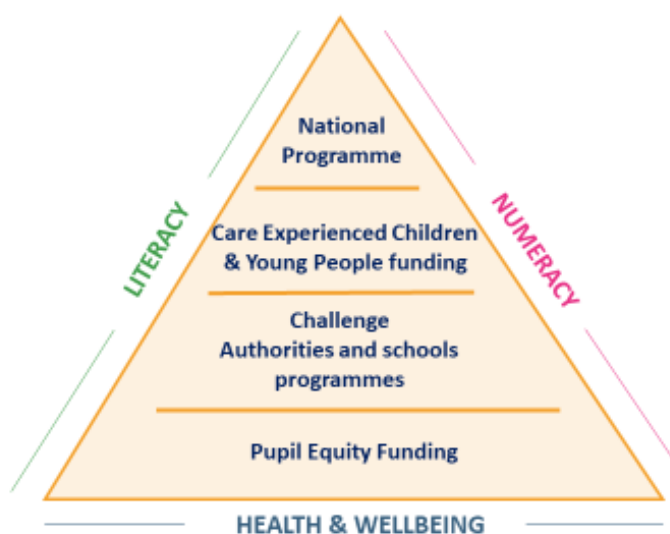 National
Programme
Care Experienced Children
& Young People funding
Challenge
Authorities and schools
programmes
Pupil Equity Funding
LITERACY
NUMERACY
HEALTH & WELLBEING